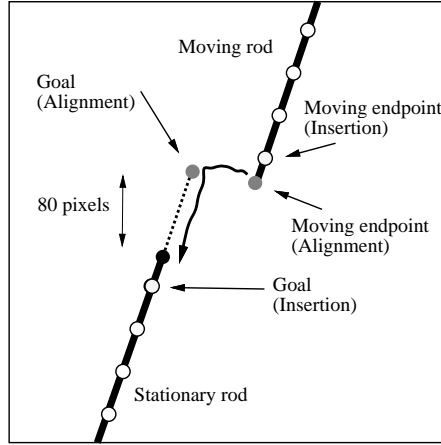 Moving rod
Goal
(Alignment)
Moving endpoint
(Insertion)
80 pixels
Moving endpoint
(Alignment)
Goal
(Insertion)
Stationary rod